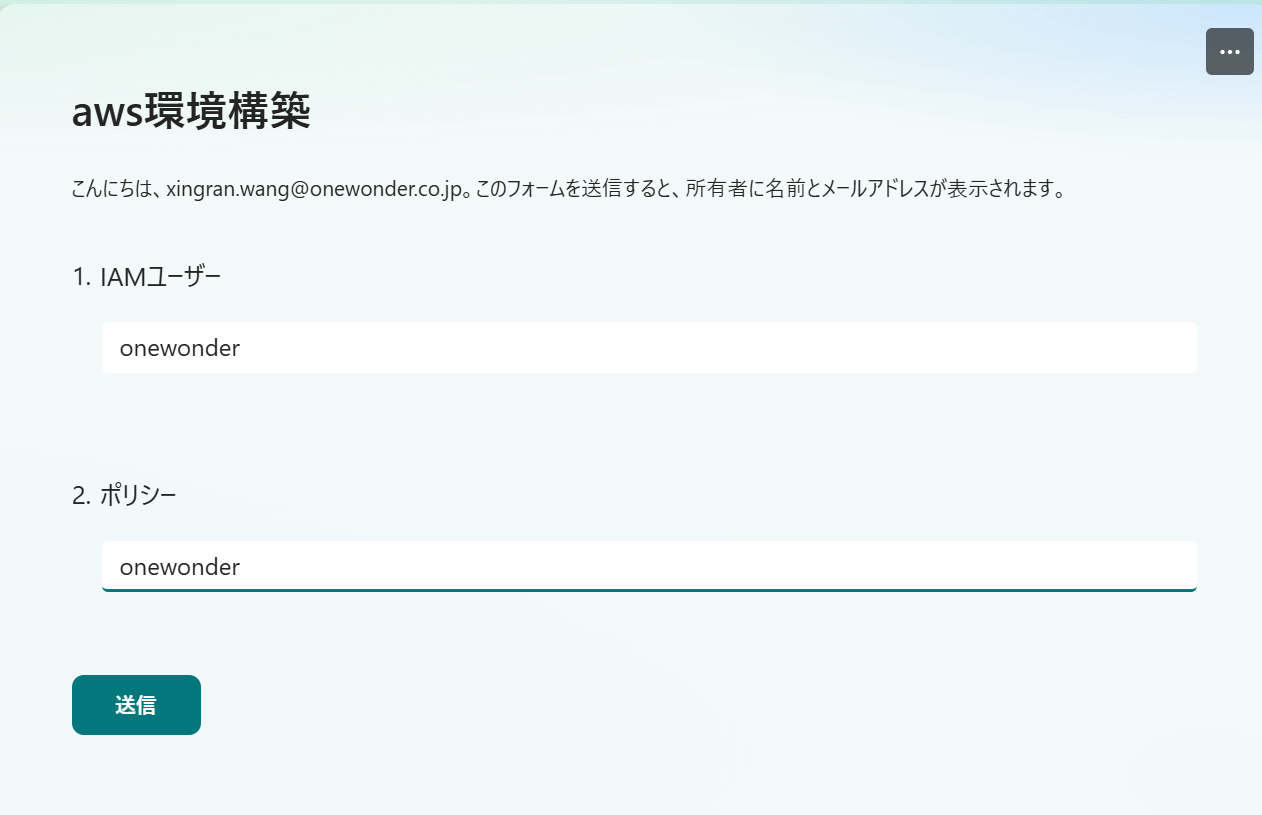 aws環境構築
こんにちは、xingran.wang@onewonder.co.jp。このフォームを送信すると、所有者に名前とメールアドレスが表示されます。
1. IAMユーザー
onewonder
2. ポリシー
onewonder
送信